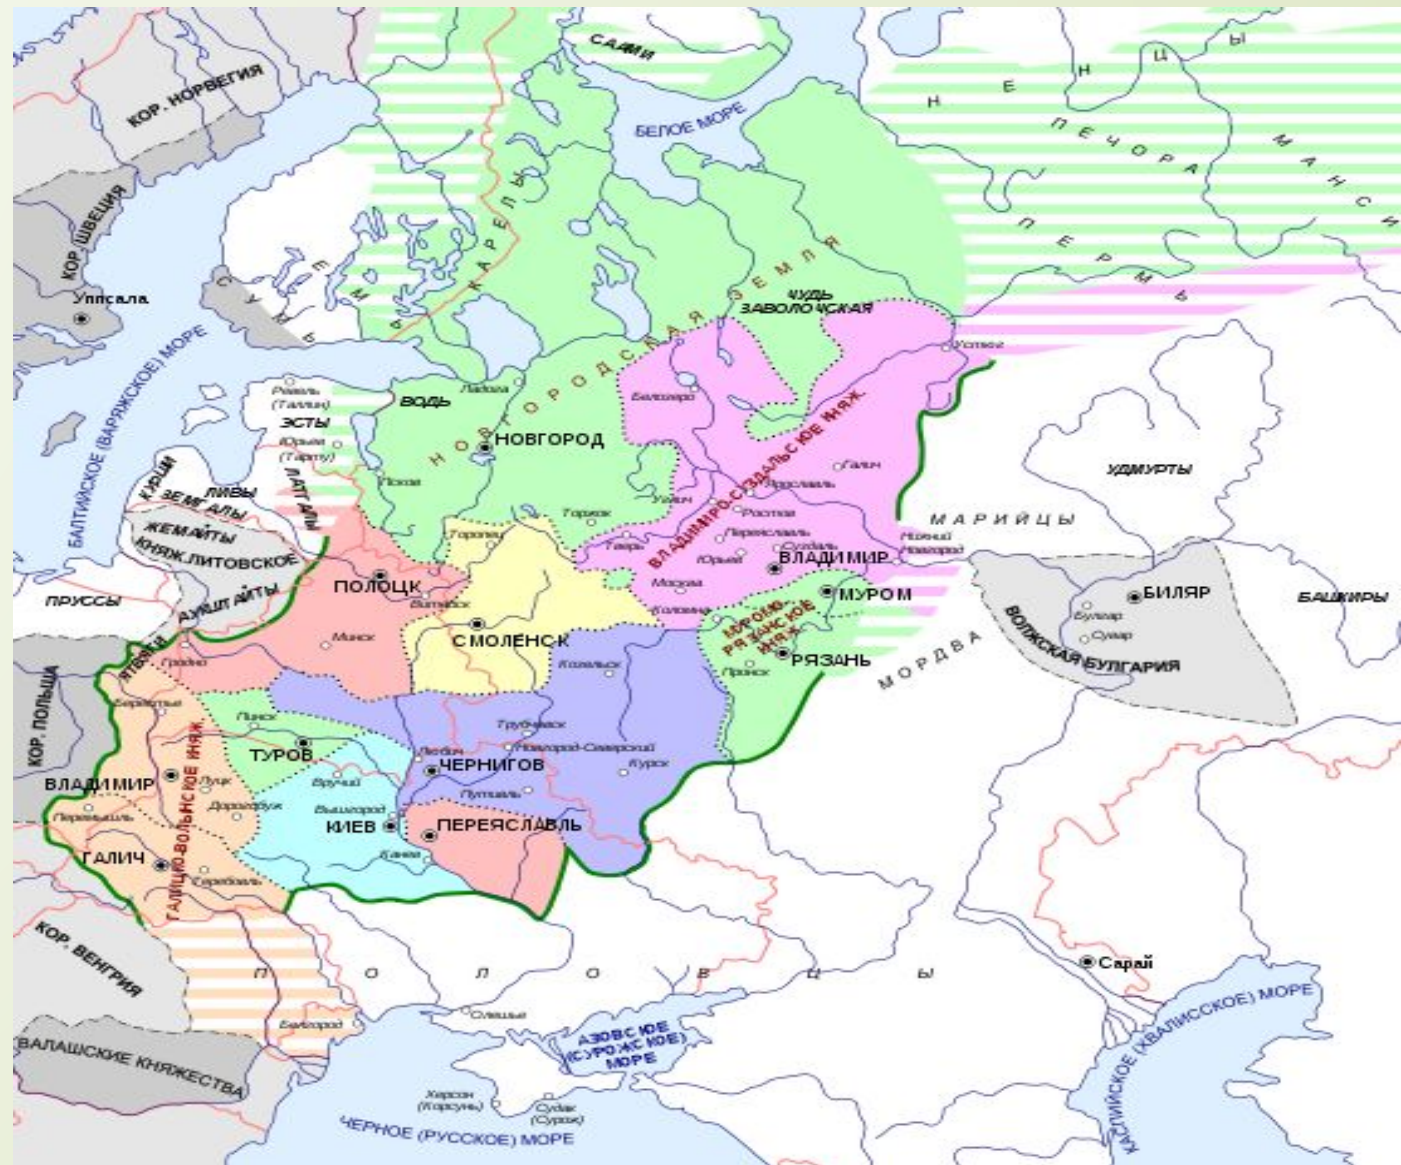 СААМИ
НЕНЦЫ
КОР. НОРВЕГИЯ
БЕЛОЕ МОРЕ
ПЕЧОРА
МАНСИ
КОР. ШВЕЦИЯ
КАРЕЛЫ
ПЕРМЬ
Уппсала
СУМЬ
ЕМЬ
ЧУДЬ
ЗАВОЛОЧСКАЯ
НОВГОРОДСКАЯ ЗЕМЛЯ
БАЛТИЙСКОЕ (ВАРЯЖСКОЕ) МОРЕ
Устюг
Ревель
(Таллин)
ВОДЬ
Ладога
Белоозеро
ЭСТЫ
Юрьев
(Тарту)
НОВГОРОД
ВЛАДИМИРО-СУЗДАЛЬСКОЕ КНЯЖ.
Галич
УДМУРТЫ
КУРШИ
ЛИВЫ
ЗЕМГАЛЫ
ЛАТГАЛЫ
Псков
Углич
Ярославль
Ростов
Торжок
МАРИЙЦЫ
ЖЕМАЙТЫ
КНЯЖ. ЛИТОВСКОЕ
Торопец
Тверь
Переяславль
Юрьев
Суздаль
Нижний
Новгород
ВЛАДИМИР
ПРУССЫ
АУКШТАЙТЫ
ПОЛОЦК
Витебск
Москва
Коломна
МУРОМ
БИЛЯР
БАШКИРЫ
Булгар
Сувар
ВОЛЖСКАЯ БУЛГАРИЯ
МУРОМО-
РЯЗАНСКОЕ
КНЯЖ.
СМОЛЕНСК
Минск
Козельск
РЯЗАНЬ
Пронск
МОРДВА
ЯТВЯГИ
Гродно
КОР. ПОЛЬША
Берестье
Пинск
ТУРОВ
Трубчевск
Новгород-Северский
Любеч
ЧЕРНИГОВ
Курск
ВЛАДИМИР
Луцк
Вручий
Путивль
Перемышль
Дорогобуж
Вышгород
КИЕВ
ПЕРЕЯСЛАВЛЬ
ГАЛИЧ
Канев
Теребовль
ГАЛИЦКО-ВОЛЫНСКОЕ КНЯЖ.
КОР. ВЕНГРИЯ
ПОЛОВЦЫ
Сарай
Белгород
Олешье
АЗОВСКОЕ
(СУРОЖСКОЕ)
МОРЕ
КАСПИЙСКОЕ (ХВАЛИССКОЕ) МОРЕ
ВАЛАШСКИЕ КНЯЖЕСТВА
Херсон
(Корсунь)
Судак
(Сурож)
ЧЕРНОЕ (РУССКОЕ) МОРЕ